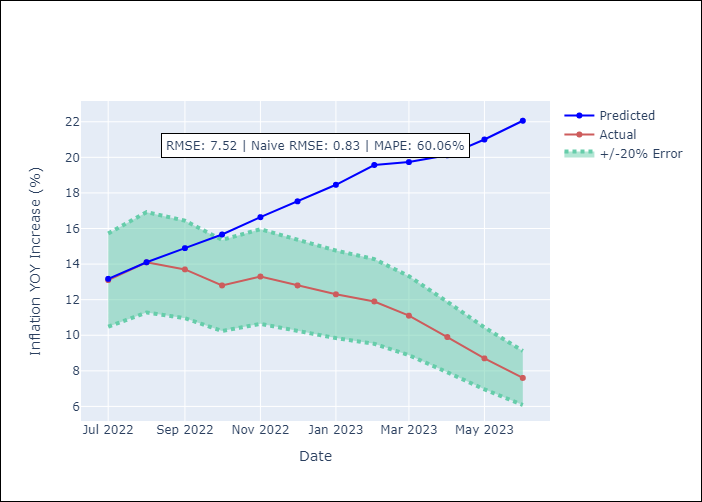 Predicted
Actual
+/-20% Error
RMSE: 7.52 | Naive RMSE: 0.83 | MAPE: 60.06%
Inflation YOY Increase (%)
22
20
18
16
14
12
10
8
6
Jul 2022
Sep 2022
Nov 2022
Jan 2023
Mar 2023
May 2023
Date